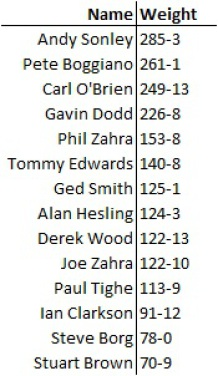 Name Weight
Andy Sonley 285-3
Pete Boggiano 261-1
Carl O'Brien 249-13
Gavin Dodd 226-8
Phil Zahra 153-8
Tommy Edwards 140-8
Ged Smith 125-1
Alan Hesling 124-3
Derek Wood 122-13
Joe Zahra 122-10
Paul Tighe 113-9
Ian Clarkson 91-12
Steve Borg 78-0
Stuart Brown 70-9